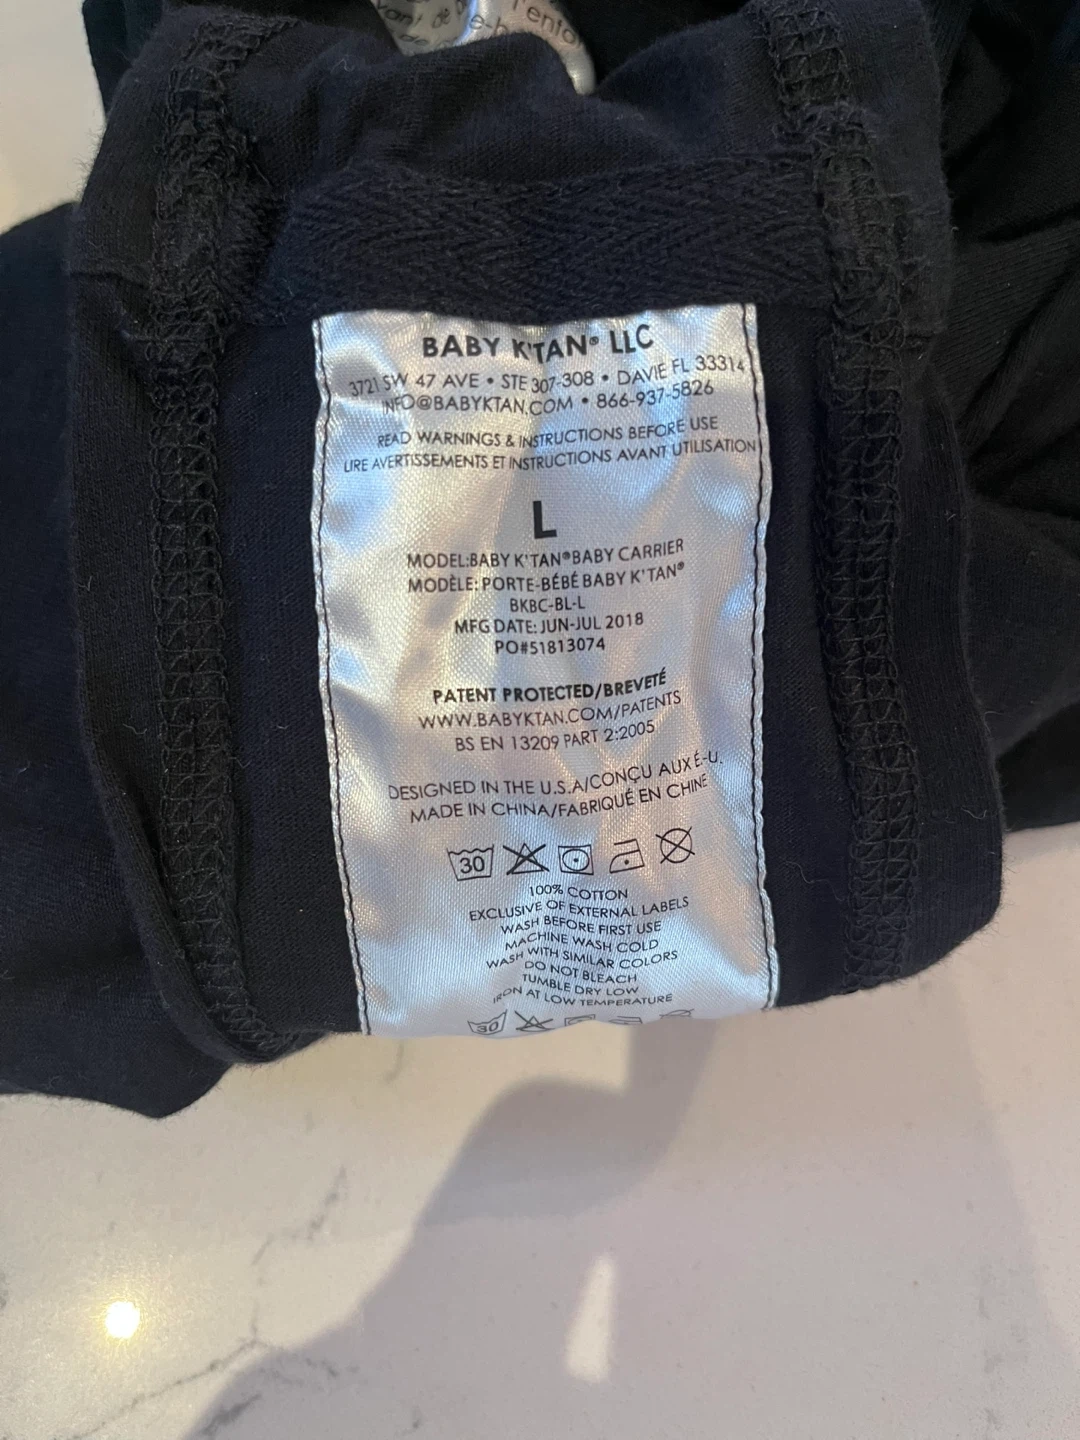 l'enfan
de
BABY K'TAN® LLC
3721 SW 47 AVE • STE 307-308 • DAVIE FL 33314
INFO@BABYKTAN.COM • 866-937-5826
READ WARNINGS & INSTRUCTIONS BEFORE USE
LIRE AVERTISSEMENTS ET INSTRUCTIONS AVANT UTILISATION
L
MODEL:BABY K'TAN®BABY CARRIER
MODÈLE: PORTE-BÉBÉ BABY K'TAN®
BKBC-BL-L
MFG DATE: JUN-JUL 2018
PO#51813074
PATENT PROTECTED/BREVETÉ
WWW.BABYKTAN.COM/PATENTS
BS EN 13209 PART 2:2005
DESIGNED IN THE U.S.A/CONÇU AUX É-U.
MADE IN CHINA/FABRIQUÉ EN CHINE
30
100% COTTON
EXCLUSIVE OF EXTERNAL LABELS
WASH BEFORE FIRST USE
MACHINE WASH COLD
WASH WITH SIMILAR COLORS
DO NOT BLEACH
TUMBLE DRY LOW
IRON AT LOW TEMPERATURE
30